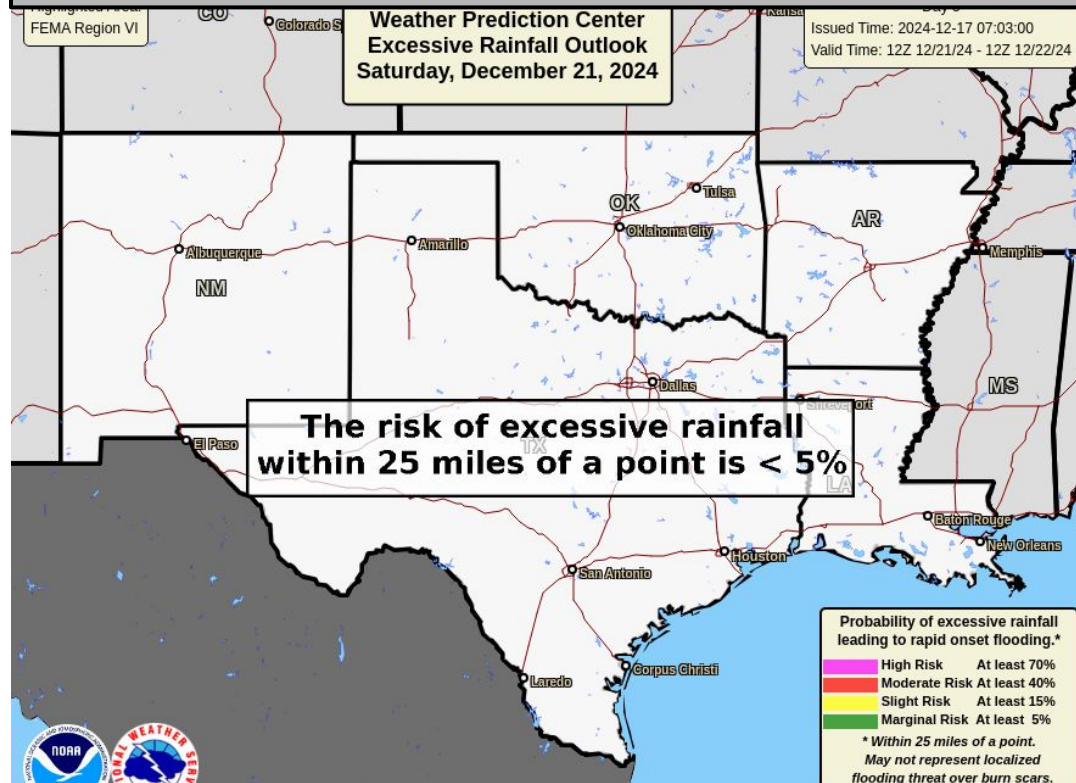 FEMA Region VI
Weather Prediction Center
Excessive Rainfall Outlook
Saturday, December 21, 2024
Issued Time: 2024-12-17 07:03:00
Valid Time: 12Z 12/21/24 - 12Z 12/22/24
CO
Colorado S
Kansa
Tulsa
OK
Oklahoma City
AR
Albuquerque
Amarillo
Memphis
NM
Dallas
MS
Shreveport
The risk of excessive rainfall
within 25 miles of a point is < 5%
El Paso
TX
LA
Baton Rouge
New Orleans
Houston
San Antonio
Corpus Christi
Laredo
Probability of excessive rainfall
leading to rapid onset flooding.*
High Risk At least 70%
Moderate Risk At least 40%
Slight Risk At least 15%
Marginal Risk At least 5%
* Within 25 miles of a point.
May not represent localized
flooding threat over burn scars.
NOAA